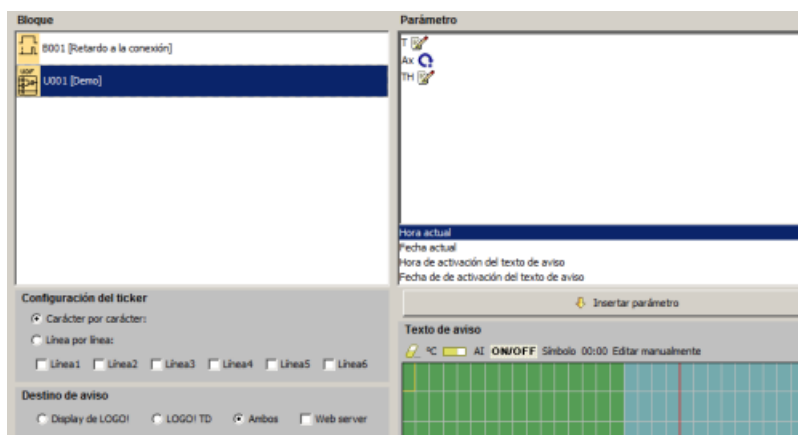 Bloque
B001 [Retardo a la conexión]
U001 [Demo]
Parámetro
T
Ax
TH
Hora actual
Fecha actual
Hora de activación del texto de aviso
Fecha de de activación del texto de aviso
Configuración del ticker
Carácter por carácter:
Línea por línea:
Línea1 Línea2 Línea3 Línea4 Línea5 Línea6
Destino de aviso
Display de LOGO! LOGO! TD Ambos Web server
Insertar parámetro
Texto de aviso
ºC AI ON/OFF Símbolo 00:00 Editar manualmente